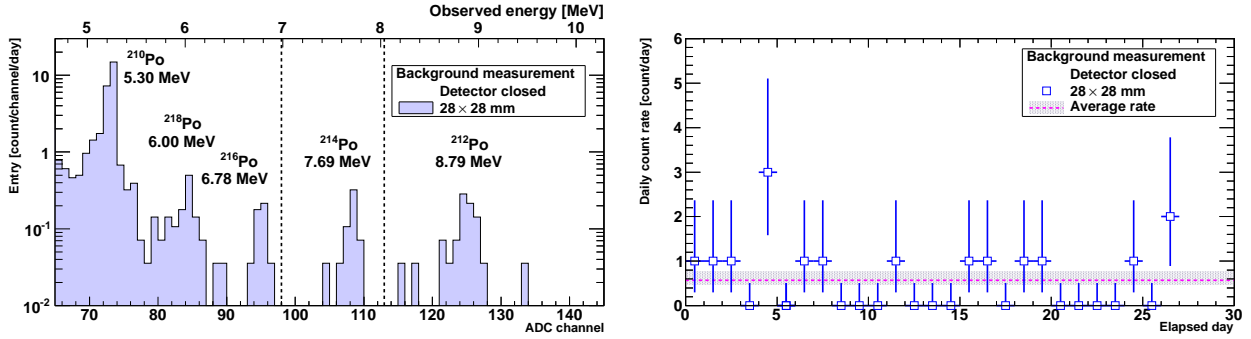 Observed energy [MeV]
5 6 7 8 9 10
Entry [count/channel/day]
10
1
10⁻¹
10⁻²
²¹⁰Po
5.30 MeV
²¹⁸Po
6.00 MeV
²¹⁶Po
6.78 MeV
²¹⁴Po
7.69 MeV
²¹²Po
8.79 MeV
Background measurement
Detector closed
28 × 28 mm
70 80 90 100 110 120 130 140
ADC channel
Daily count rate [count/day]
6
5
4
3
2
1
0
Background measurement
Detector closed
28 × 28 mm
Average rate
0 5 10 15 20 25 30
Elapsed day